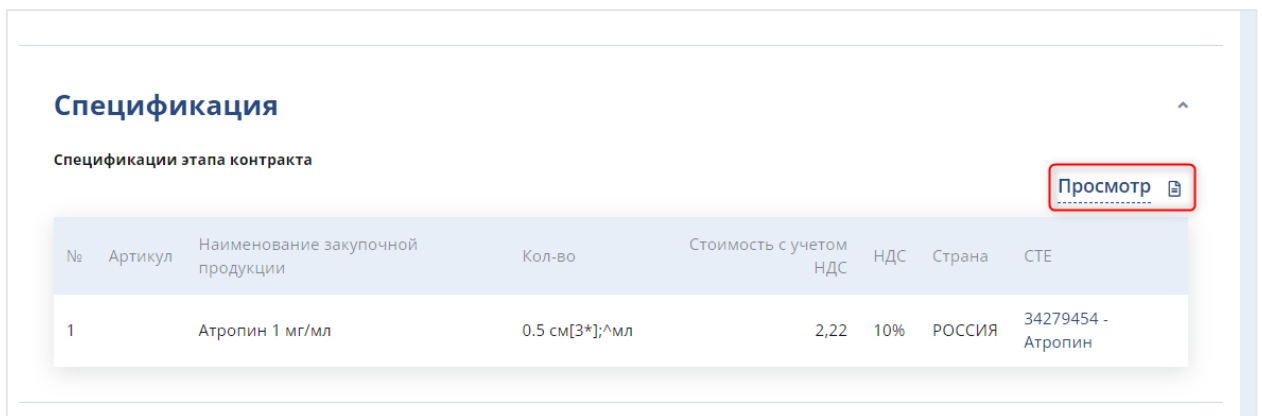 Спецификация
Спецификации этапа контракта
Просмотр
№ Артикул Наименование закупочной продукции Кол-во Стоимость с учетом НДС НДС Страна СТЕ
1 Атропин 1 мг/мл 0.5 см[3*];^мл 2,22 10% РОССИЯ 34279454 - Атропин